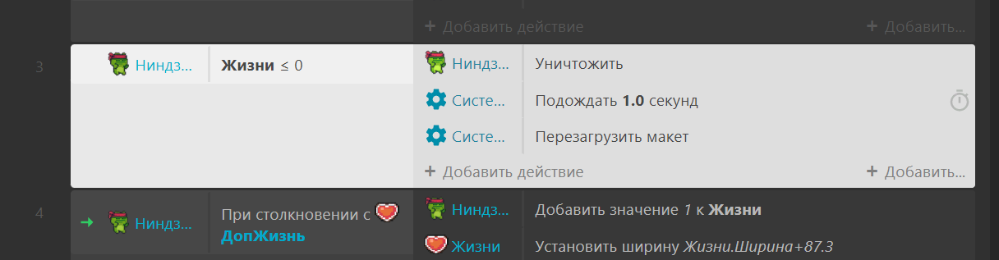 + Добавить действие + Добавить...
3 Ниндз... Жизни ≤ 0 Ниндз... Уничтожить
Систе... Подождать 1.0 секунд
Систе... Перезагрузить макет
+ Добавить действие + Добавить...
4 Ниндз... При столкновении с ДопЖизнь Ниндз... Добавить значение 1 к Жизни
Жизни Установить ширину Жизни.Ширина+87.3